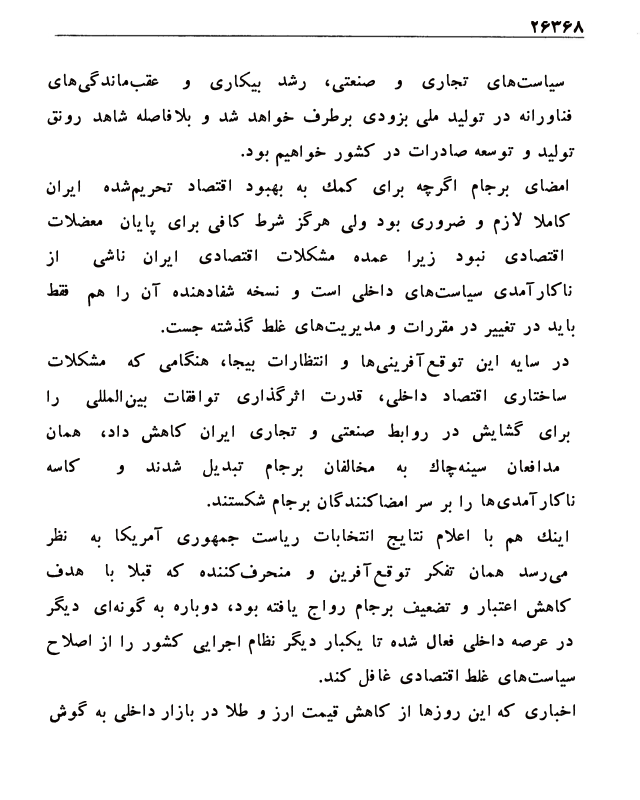 ۲۶۳۶۸
سیاست‌های تجاری و صنعتی، رشد بیکاری و عقب‌ماندگی‌های
فناورانه در تولید ملی بزودی برطرف خواهد شد و بلافاصله شاهد رونق
تولید و توسعه صادرات در کشور خواهیم بود.
امضای برجام اگرچه برای کمك به بهبود اقتصاد تحریم‌شده ایران
کاملا لازم و ضروری بود ولی هرگز شرط کافی برای پایان معضلات
اقتصادی نبود زیرا عمده مشکلات اقتصادی ایران ناشی از
ناکارآمدی سیاست‌های داخلی است و نسخه شفادهنده آن را هم فقط
باید در تغییر در مقررات و مدیریت‌های غلط گذشته جست.
در سایه این توقع‌آفرینی‌ها و انتظارات بیجا، هنگامی که مشکلات
ساختاری اقتصاد داخلی، قدرت اثرگذاری توافقات بین‌المللی را
برای گشایش در روابط صنعتی و تجاری ایران کاهش داد، همان
مدافعان سینه‌چاك به مخالفان برجام تبدیل شدند و کاسه
ناکارآمدی‌ها را بر سر امضاکنندگان برجام شکستند.
اینك هم با اعلام نتایج انتخابات ریاست جمهوری آمریکا به نظر
می‌رسد همان تفکر توقع‌آفرین و منحرف‌کننده که قبلا با هدف
کاهش اعتبار و تضعیف برجام رواج یافته بود، دوباره به گونه‌ای دیگر
در عرصه داخلی فعال شده تا یکبار دیگر نظام اجرایی کشور را از اصلاح
سیاست‌های غلط اقتصادی غافل کند.
اخباری که این روزها از کاهش قیمت ارز و طلا در بازار داخلی به گوش